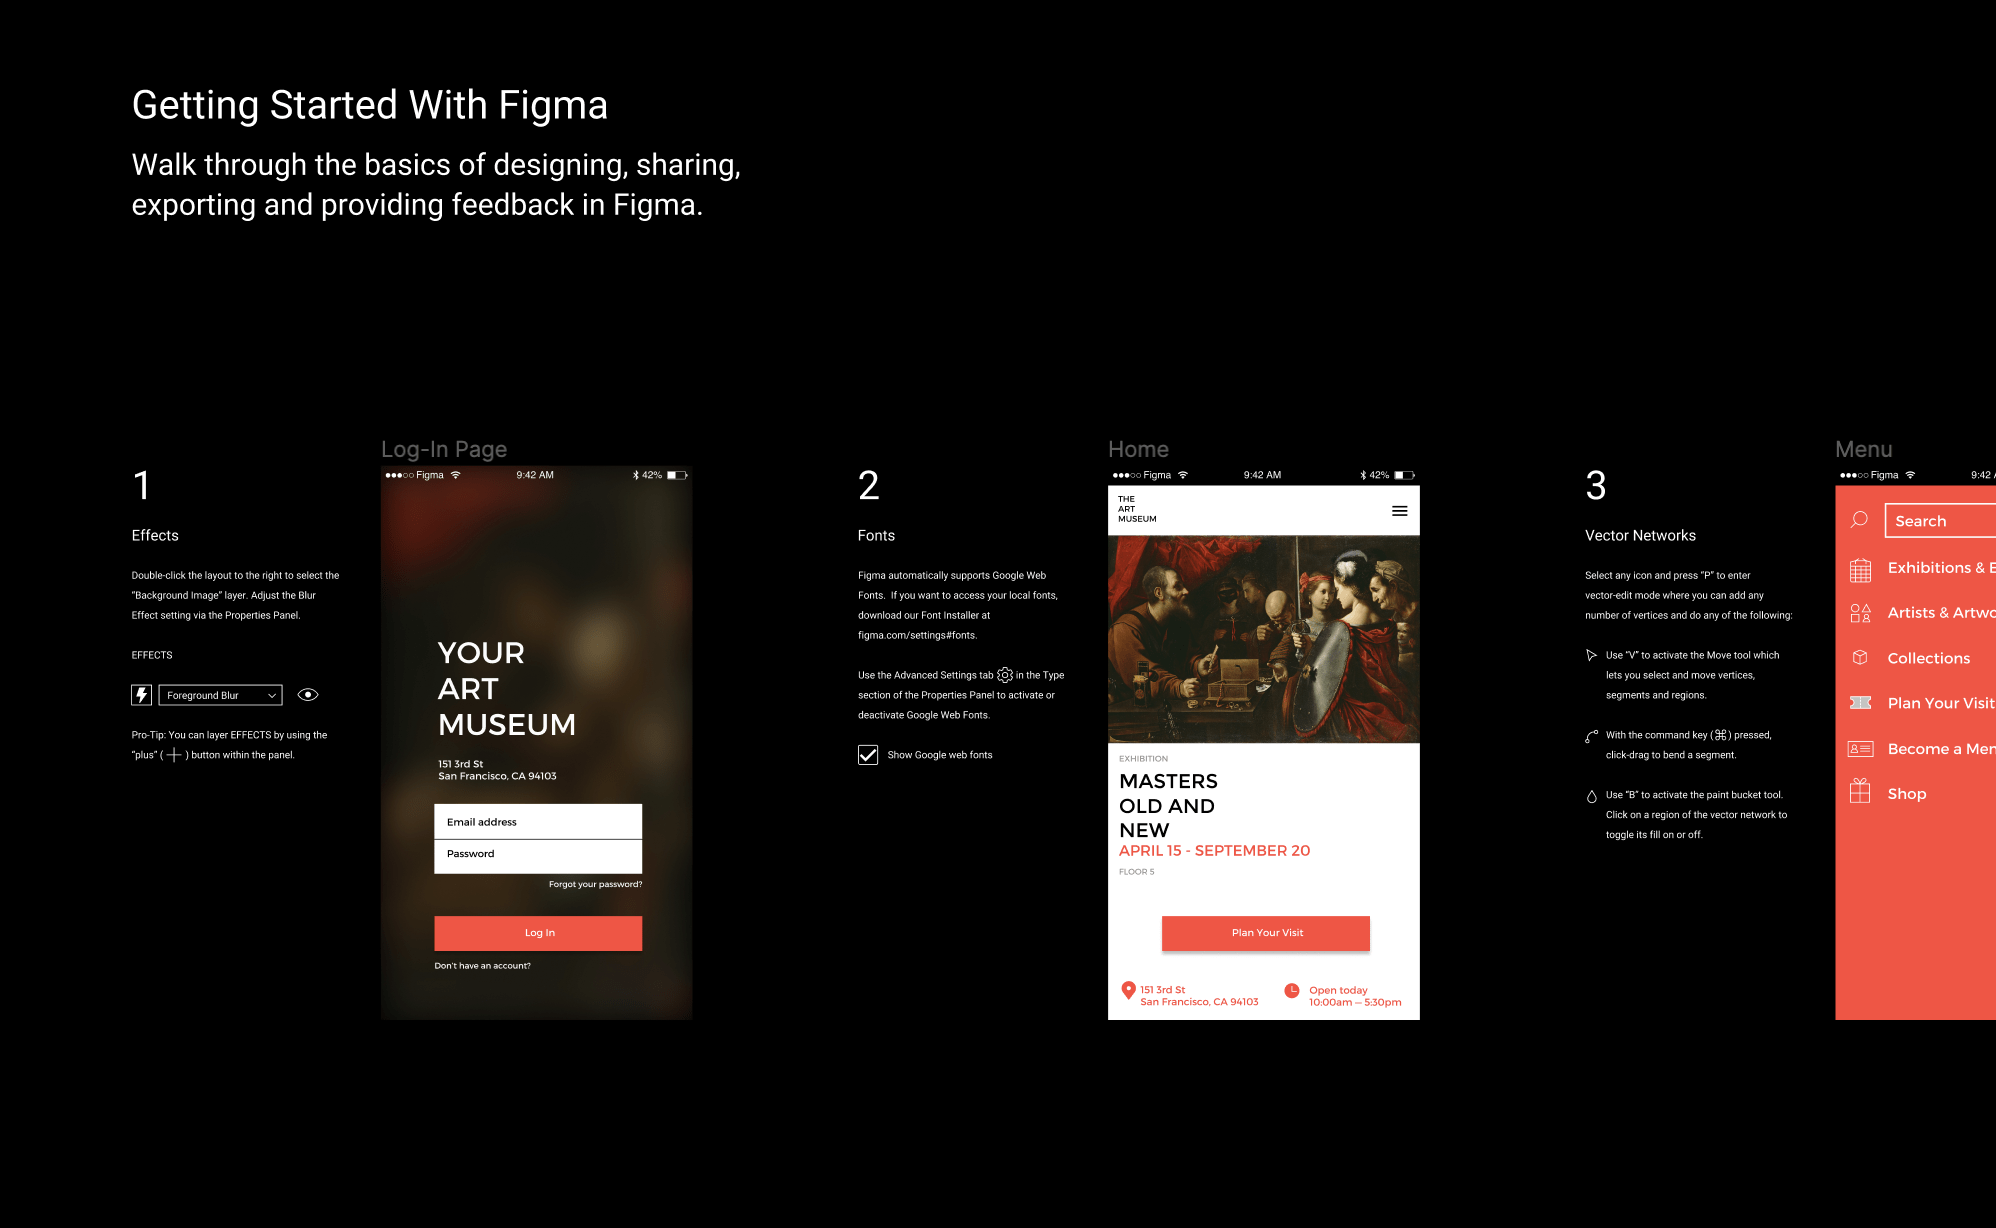 Getting Started With Figma
Walk through the basics of designing, sharing,
exporting and providing feedback in Figma.
1
Effects
Double-click the layout to the right to select the
"Background Image" layer. Adjust the Blur
Effect setting via the Properties Panel.
EFFECTS
Foreground Blur
Pro-Tip: You can layer EFFECTS by using the
"plus" ( + ) button within the panel.
Log-In Page
Figma 9:42 AM 42%
YOUR
ART
MUSEUM
151 3rd St
San Francisco, CA 94103
Email address
Password
Forgot your password?
Log In
Don't have an account?
2
Fonts
Figma automatically supports Google Web
Fonts. If you want to access your local fonts,
download our Font Installer at
figma.com/settings#fonts.
Use the Advanced Settings tab in the Type
section of the Properties Panel to activate or
deactivate Google Web Fonts.
Show Google web fonts
Home
Figma 9:42 AM 42%
THE
ART
MUSEUM
EXHIBITION
MASTERS
OLD AND
NEW
APRIL 15 - SEPTEMBER 20
FLOOR 5
Plan Your Visit
151 3rd St
San Francisco, CA 94103
Open today
10:00am — 5:30pm
3
Vector Networks
Select any icon and press "P" to enter
vector-edit mode where you can add any
number of vertices and do any of the following:
Use "V" to activate the Move tool which
lets you select and move vertices,
segments and regions.
With the command key (⌘) pressed,
click-drag to bend a segment.
Use "B" to activate the paint bucket tool.
Click on a region of the vector network to
toggle its fill on or off.
Menu
Figma 9:42
Search
Exhibitions &
Artists &
Collections
Plan Your Visit
Become a
Shop